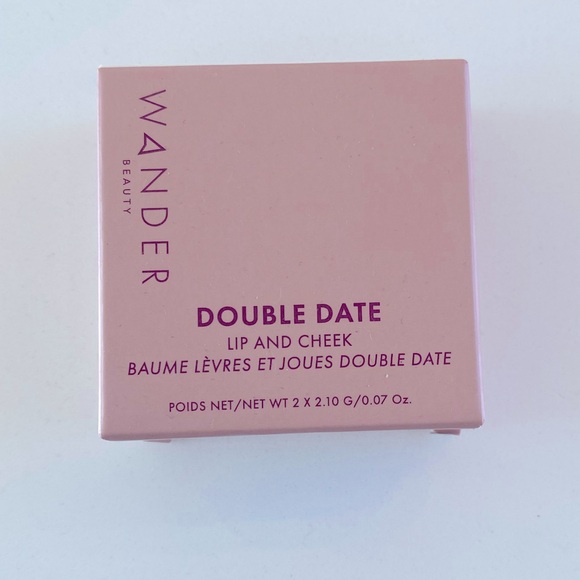 WANDER
BEAUTY
DOUBLE DATE
LIP AND CHEEK
BAUME LÈVRES ET JOUES DOUBLE DATE
POIDS NET/NET WT 2 X 2.10 G/0.07 Oz.